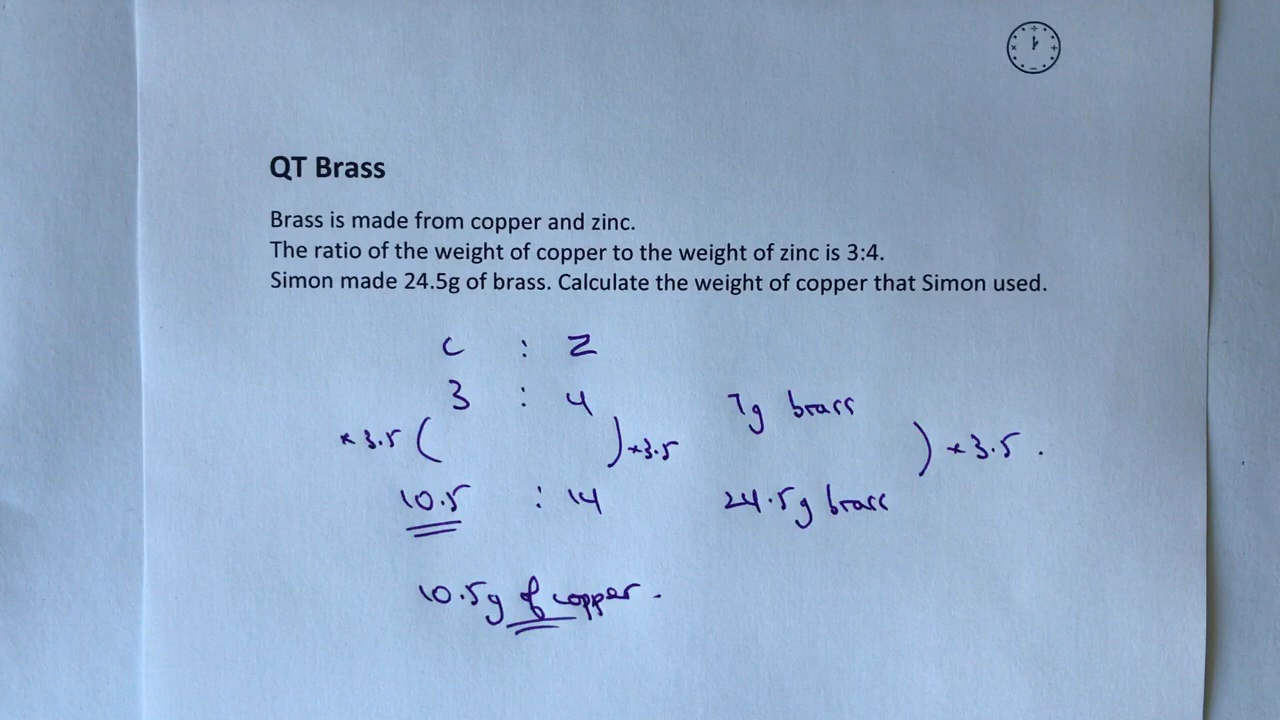 QT Brass
Brass is made from copper and zinc.
The ratio of the weight of copper to the weight of zinc is 3:4.
Simon made 24.5g of brass. Calculate the weight of copper that Simon used.
C : Z
3 : 4 7g brass
×3.5 ( ) ×3.5 ) ×3.5.
10.5 : 14 24.5g brass
10.5g of copper.